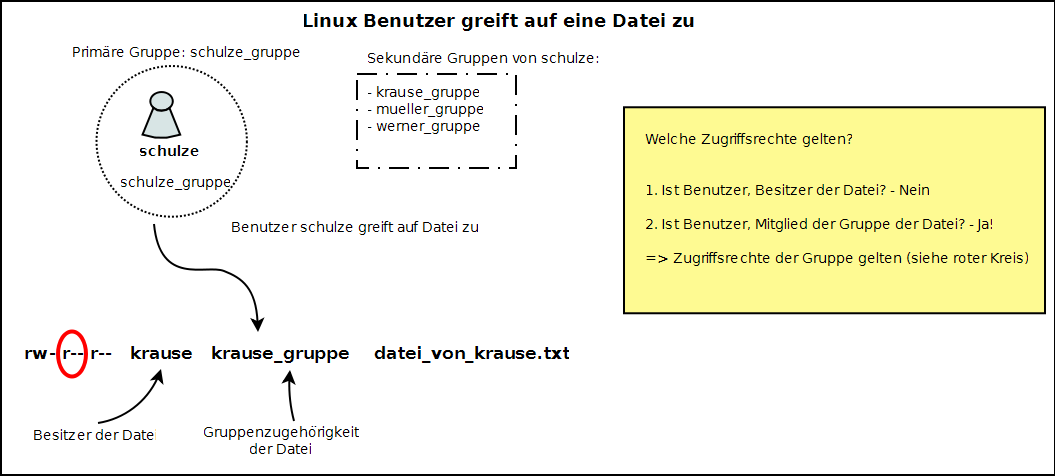 Linux Benutzer greift auf eine Datei zu
Primäre Gruppe: schulze_gruppe
Sekundäre Gruppen von schulze:
- krause_gruppe
- mueller_gruppe
- werner_gruppe
schulze
schulze_gruppe
Welche Zugriffsrechte gelten?
1. Ist Benutzer, Besitzer der Datei? - Nein
2. Ist Benutzer, Mitglied der Gruppe der Datei? - Ja!
=> Zugriffsrechte der Gruppe gelten (siehe roter Kreis)
Benutzer schulze greift auf Datei zu
rw- r-- r-- krause krause_gruppe datei_von_krause.txt
Besitzer der Datei
Gruppenzugehörigkeit
der Datei